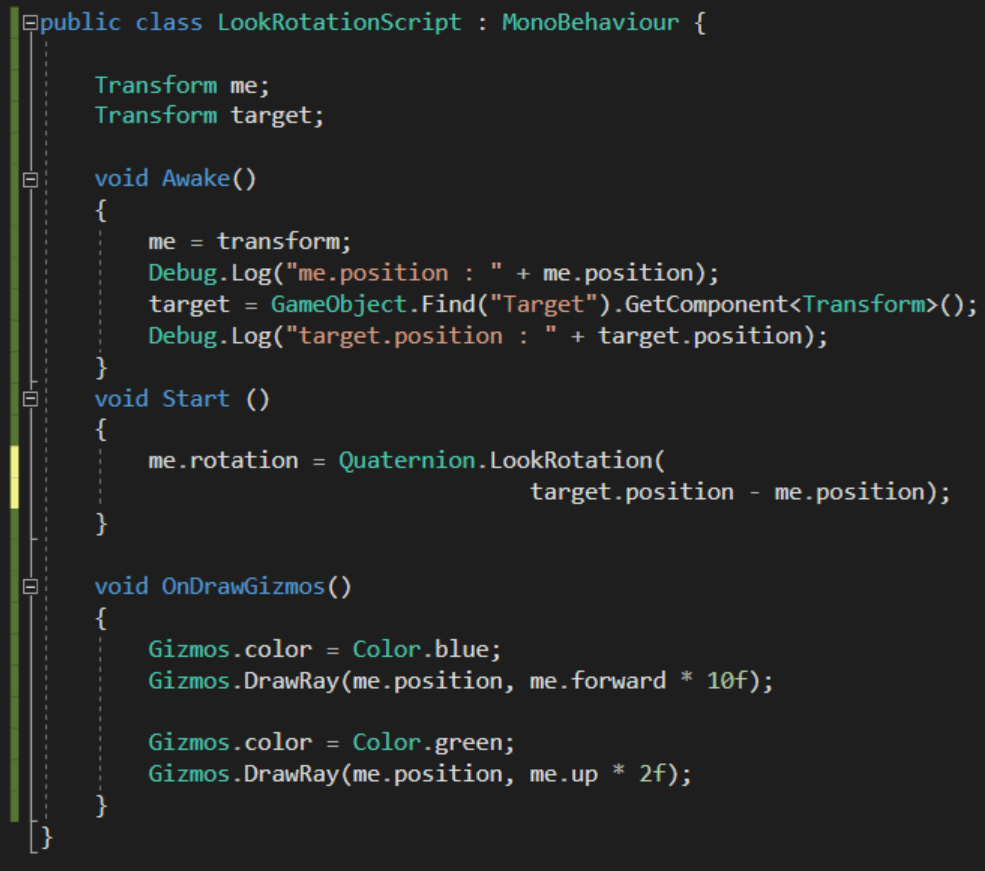 public class LookRotationScript : MonoBehaviour {
Transform me;
Transform target;
void Awake()
{
me = transform;
Debug.Log("me.position : " + me.position);
target = GameObject.Find("Target").GetComponent<Transform>();
Debug.Log("target.position : " + target.position);
}
void Start ()
{
me.rotation = Quaternion.LookRotation(
target.position - me.position);
}
void OnDrawGizmos()
{
Gizmos.color = Color.blue;
Gizmos.DrawRay(me.position, me.forward * 10f);
Gizmos.color = Color.green;
Gizmos.DrawRay(me.position, me.up * 2f);
}
}